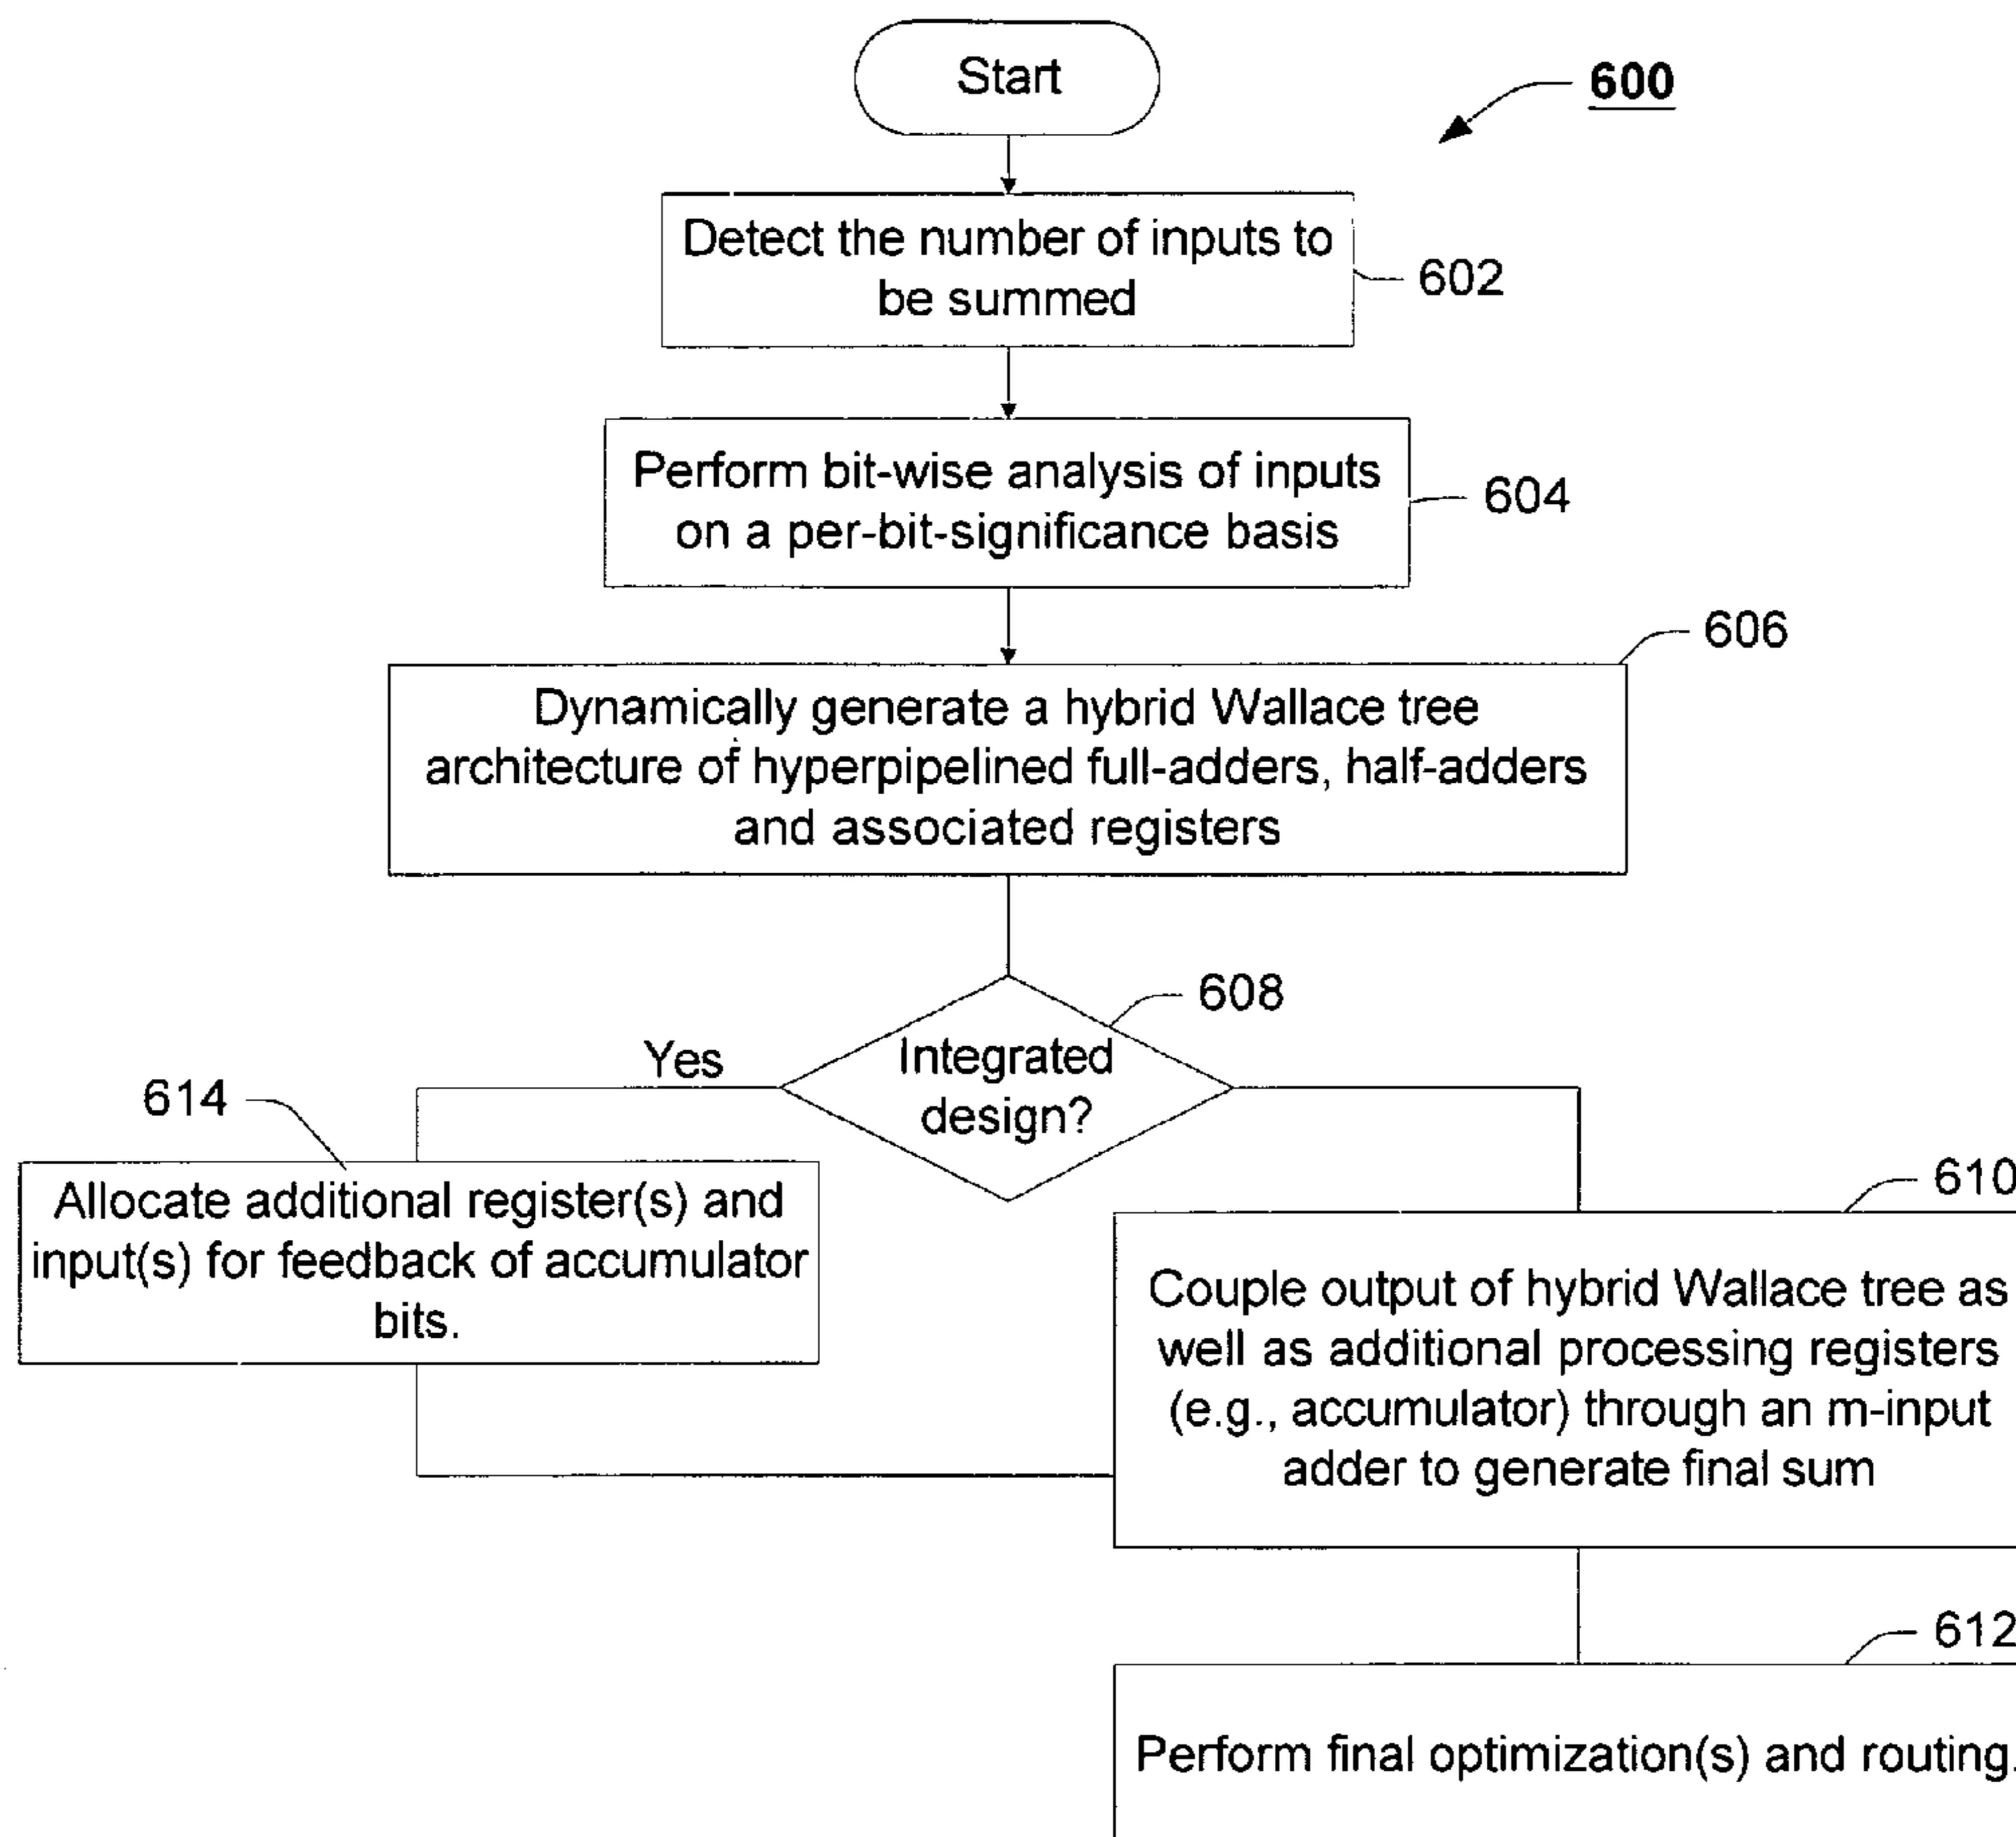 Start
600
Detect the number of inputs to
be summed
602
Perform bit-wise analysis of inputs
on a per-bit-significance basis
604
606
Dynamically generate a hybrid Wallace tree
architecture of hyperpipelined full-adders, half-adders
and associated registers
608
Integrated
design?
Yes
614
Allocate additional register(s) and
input(s) for feedback of accumulator
bits.
610
Couple output of hybrid Wallace tree as
well as additional processing registers
(e.g., accumulator) through an m-input
adder to generate final sum
612
Perform final optimization(s) and routing.